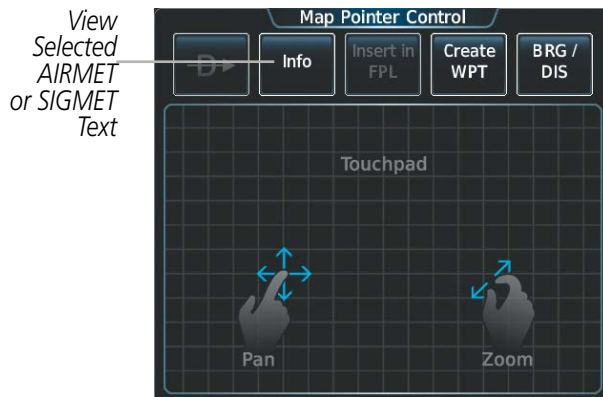 View
Selected
AIRMET
or SIGMET
Text
Map Pointer Control
D
Info
Insert in
FPL
Create
WPT
BRG /
DIS
Touchpad
Pan
Zoom